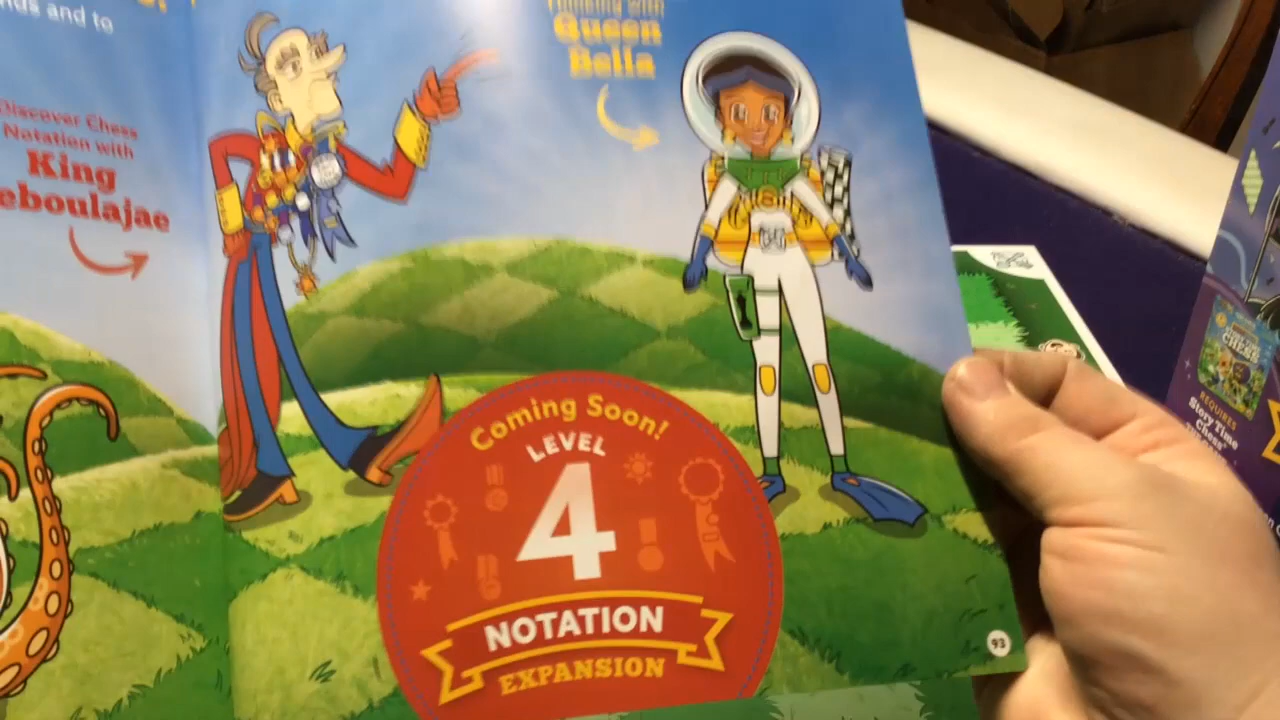 nds and to
Discover Chess
Notation with
King
eboulajae
Thinking with
Queen
Bella
Coming Soon!
LEVEL
4
NOTATION
EXPANSION
93
REQUIRES
Story Time
Chess